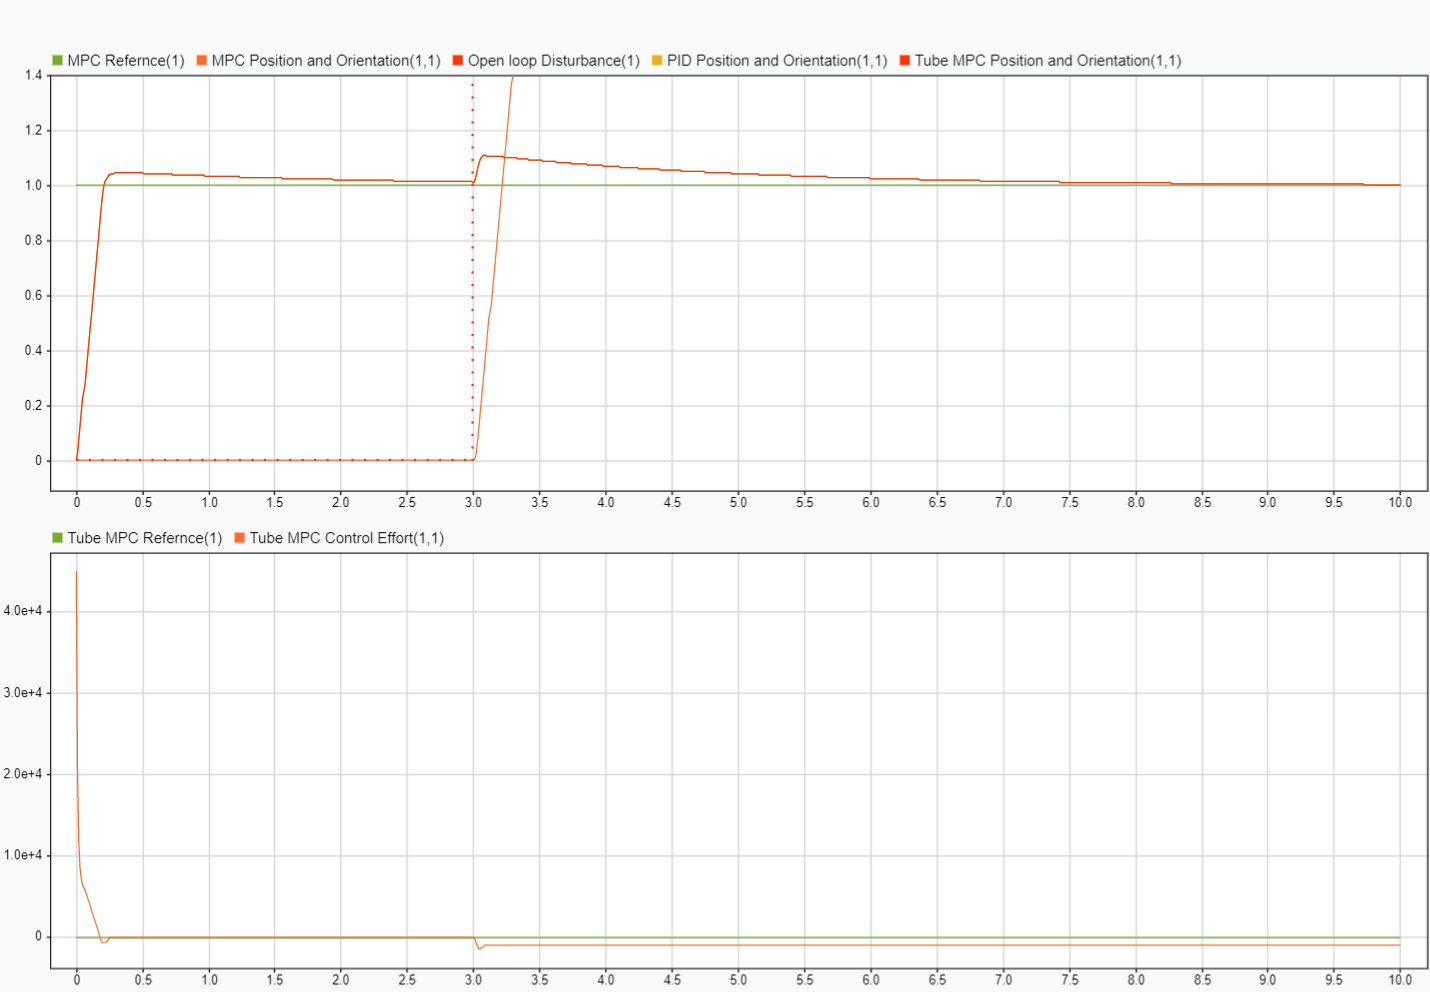 MPC Refernce(1) MPC Position and Orientation(1,1) Open loop Disturbance(1) PID Position and Orientation(1,1) Tube MPC Position and Orientation(1,1)
1.4
1.2
1.0
0.8
0.6
0.4
0.2
0
0 0.5 1.0 1.5 2.0 2.5 3.0 3.5 4.0 4.5 5.0 5.5 6.0 6.5 7.0 7.5 8.0 8.5 9.0 9.5 10.0
Tube MPC Refernce(1) Tube MPC Control Effort(1,1)
4.0e+4
3.0e+4
2.0e+4
1.0e+4
0
0 0.5 1.0 1.5 2.0 2.5 3.0 3.5 4.0 4.5 5.0 5.5 6.0 6.5 7.0 7.5 8.0 8.5 9.0 9.5 10.0